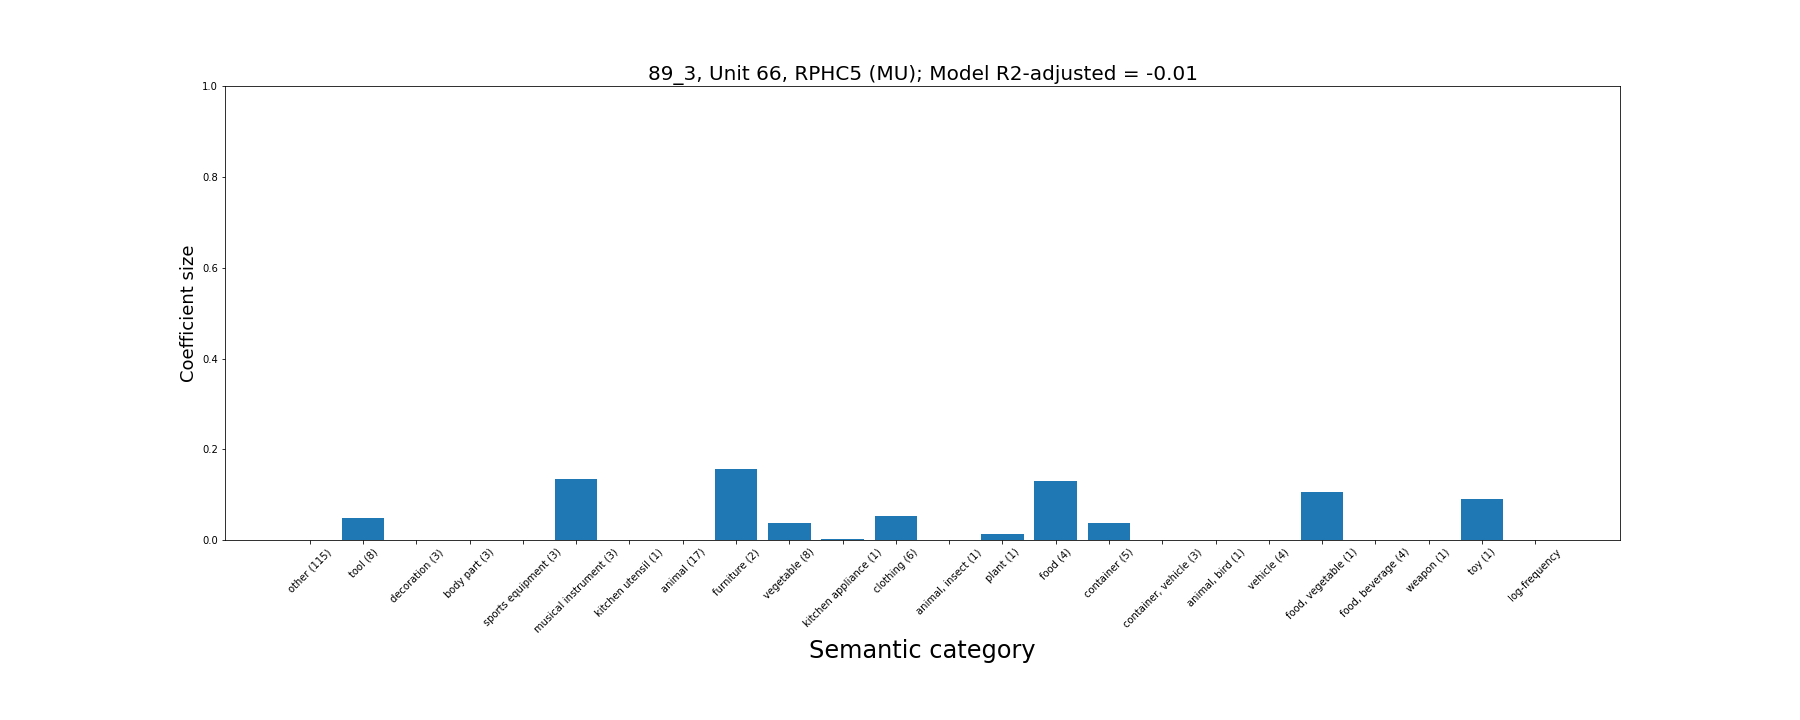 89_3, Unit 66, RPHC5 (MU); Model R2-adjusted = -0.01
Coefficient size
1.0
0.8
0.6
0.4
0.2
0.0
other (115)
tool (8)
decoration (3)
body part (3)
sports equipment (3)
musical instrument (3)
kitchen utensil (1)
animal (17)
furniture (2)
vegetable (8)
kitchen appliance (1)
clothing (6)
animal, insect (1)
plant (1)
food (4)
container (5)
container, vehicle (3)
animal, bird (1)
vehicle (4)
food, vegetable (1)
food, beverage (4)
weapon (1)
toy (1)
log-frequency
Semantic category